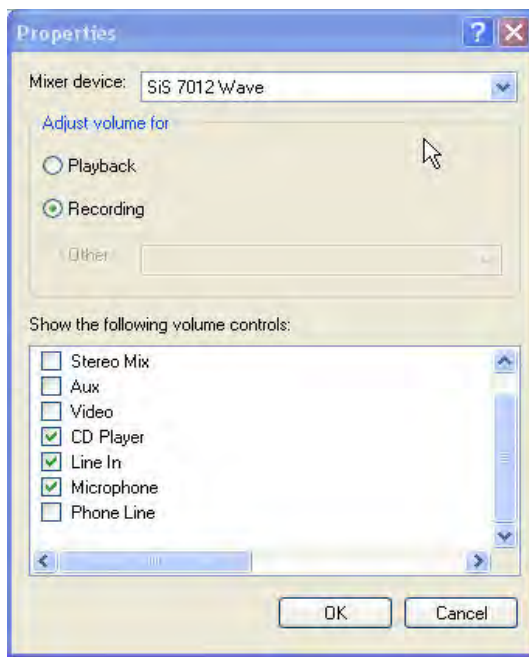 Properties
Mixer device: SiS 7012 Wave
Adjust volume for
Playback
Recording
Other
Show the following volume controls:
Stereo Mix
Aux
Video
CD Player
Line In
Microphone
Phone Line
OK Cancel